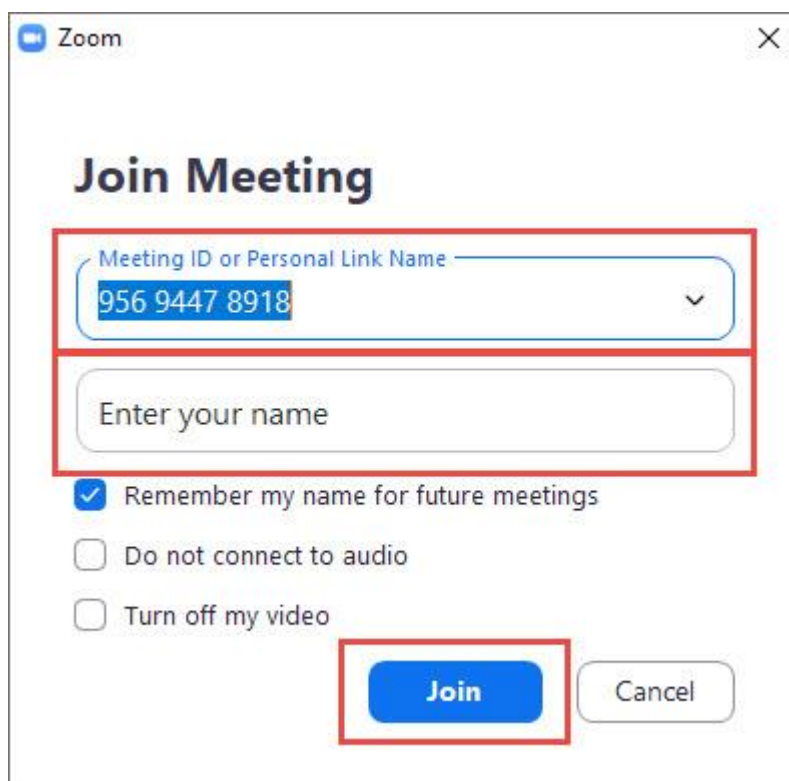 Zoom
Join Meeting
Meeting ID or Personal Link Name
956 9447 8918
Enter your name
Remember my name for future meetings
Do not connect to audio
Turn off my video
Join Cancel